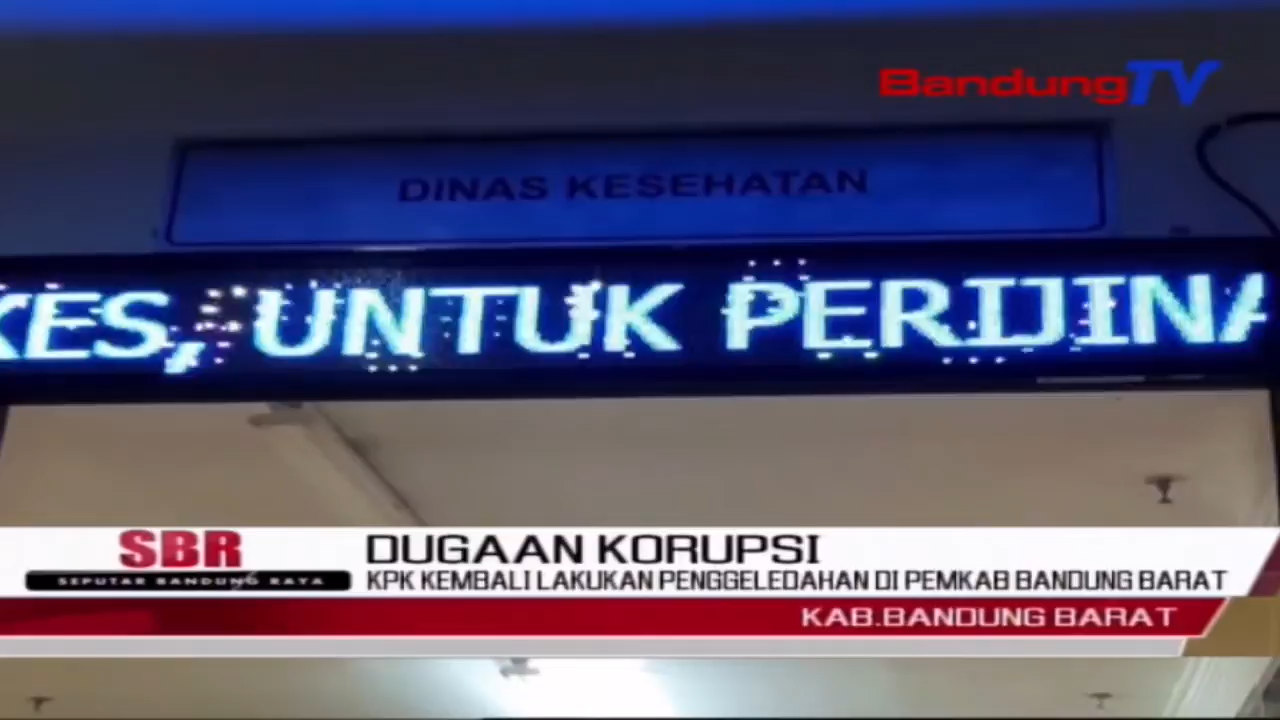 BandungTV
DINAS KESEHATAN
KES, UNTUK PERIJINA
SBR
SEPUTAR BANDUNG RAYA
DUGAAN KORUPSI
KPK KEMBALI LAKUKAN PENGGELEDAHAN DI PEMKAB BANDUNG BARAT
KAB.BANDUNG BARAT